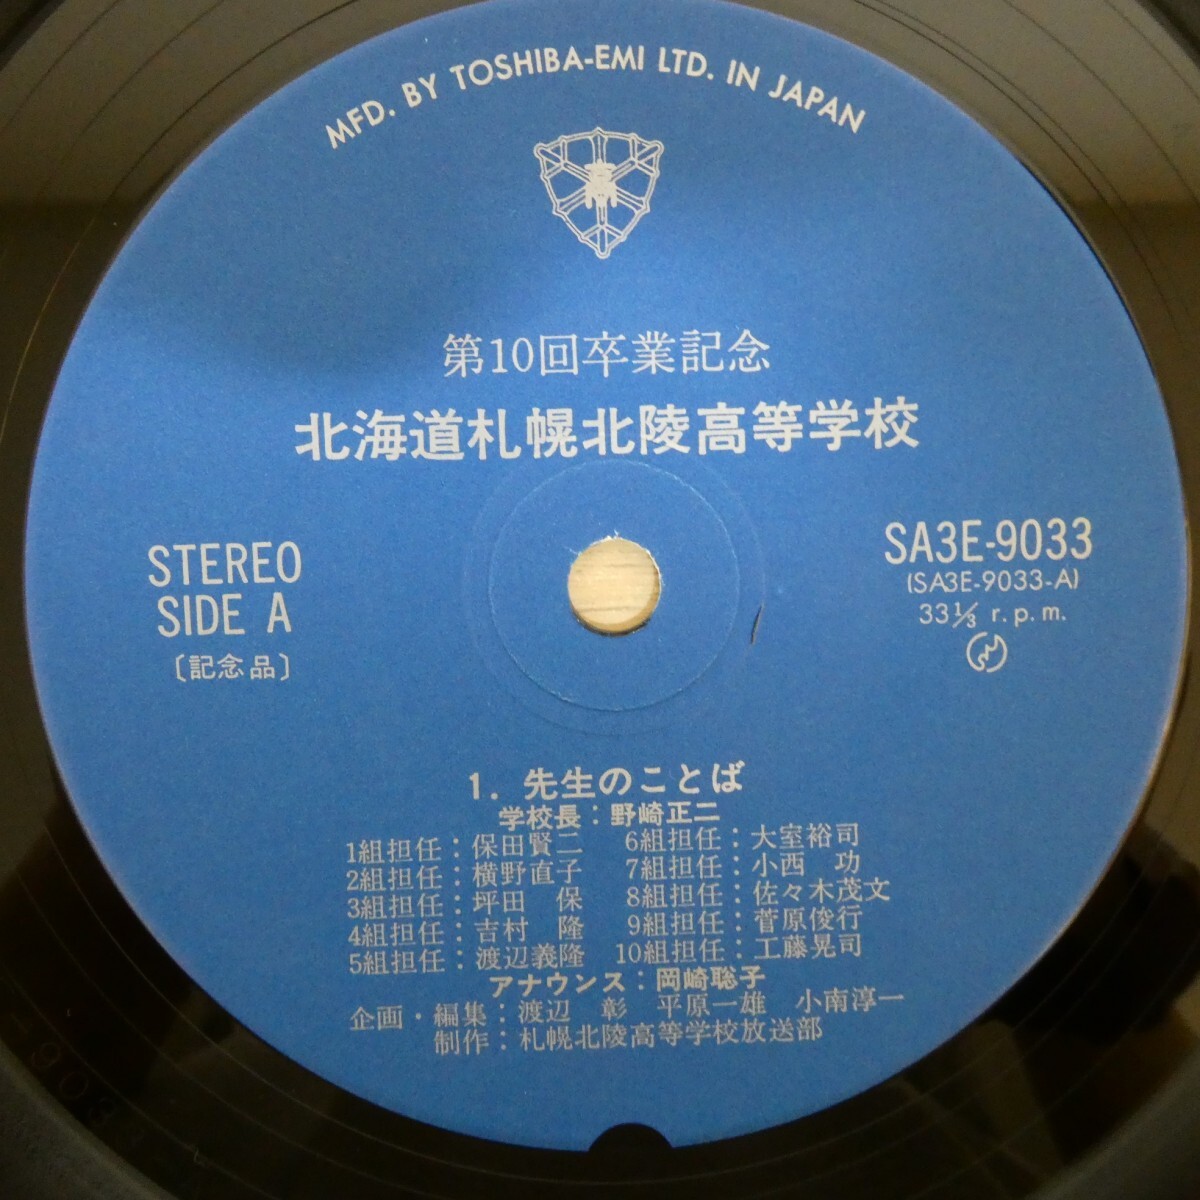 MFD. BY TOSHIBA-EMI LTD. IN JAPAN
第10回卒業記念
北海道札幌北陵高等学校
STEREO
SIDE A
〔記念品〕
SA3E-9033
(SA3E-9033-A)
33⅓ r.p.m.
1. 先生のことば
学校長：野崎正二
1組担任：保田賢二 6組担任：大室裕司
2組担任：横野直子 7組担任：小西 功
3組担任：坪田 保 8組担任：佐々木茂文
4組担任：吉村 隆 9組担任：菅原俊行
5組担任：渡辺義隆 10組担任：工藤晃司
アナウンス：岡崎聡子
企画・編集：渡辺 彰 平原一雄 小南淳一
制作：札幌北陵高等学校放送部